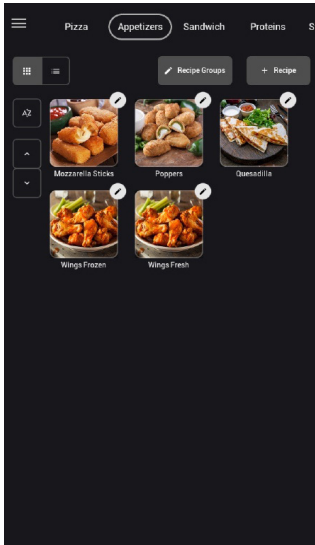 Pizza Appetizers Sandwich Proteins S
Recipe Groups + Recipe
AZ
Mozzarella Sticks Poppers Quesadilla
Wings Frozen Wings Fresh